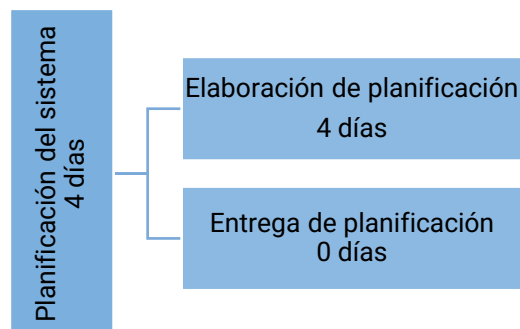 Planificación del sistema
4 días
Elaboración de planificación
4 días
Entrega de planificación
0 días